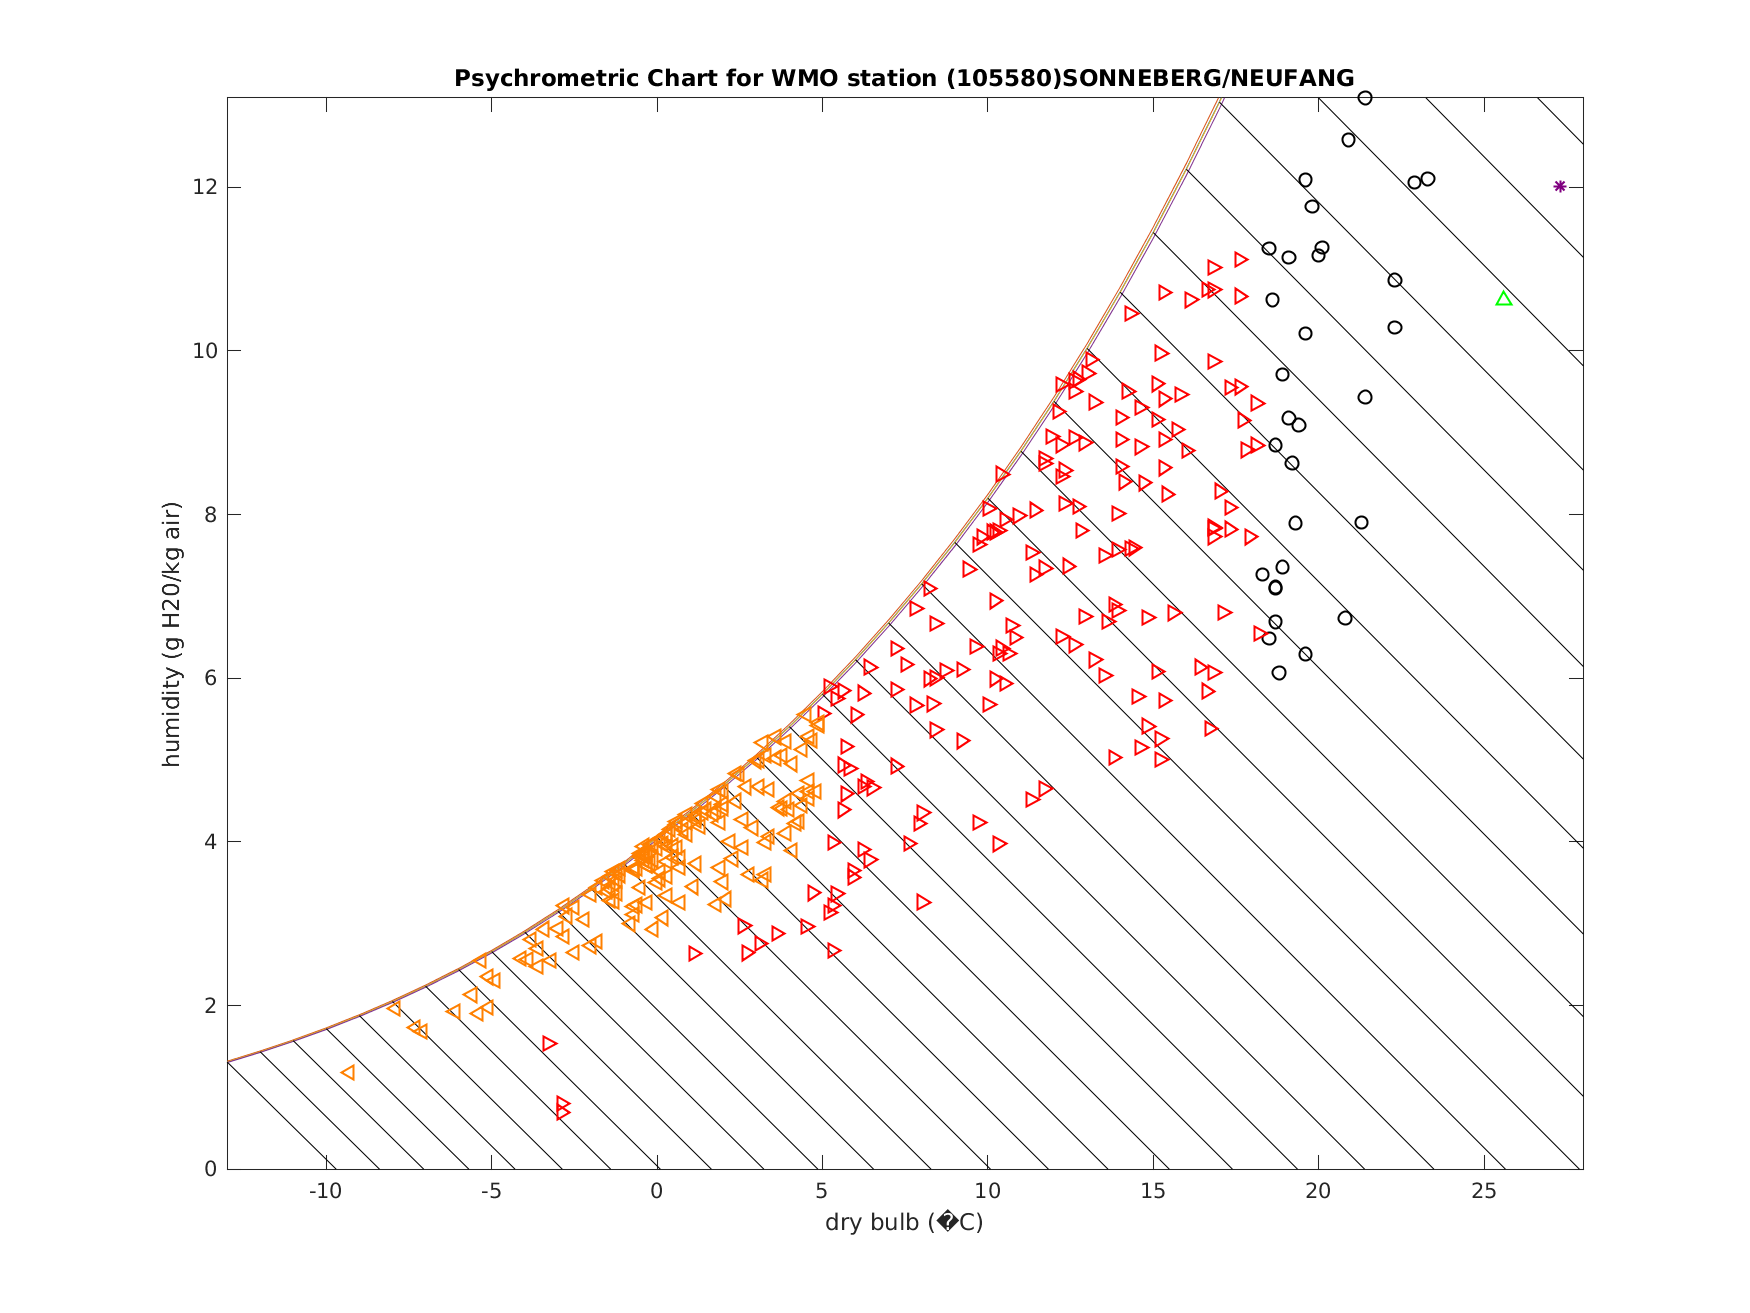 Psychrometric Chart for WMO station (105580)SONNEBERG/NEUFANG
humidity (g H20/kg air)
12
10
8
6
4
2
0
-10 -5 0 5 10 15 20 25
dry bulb (�C)